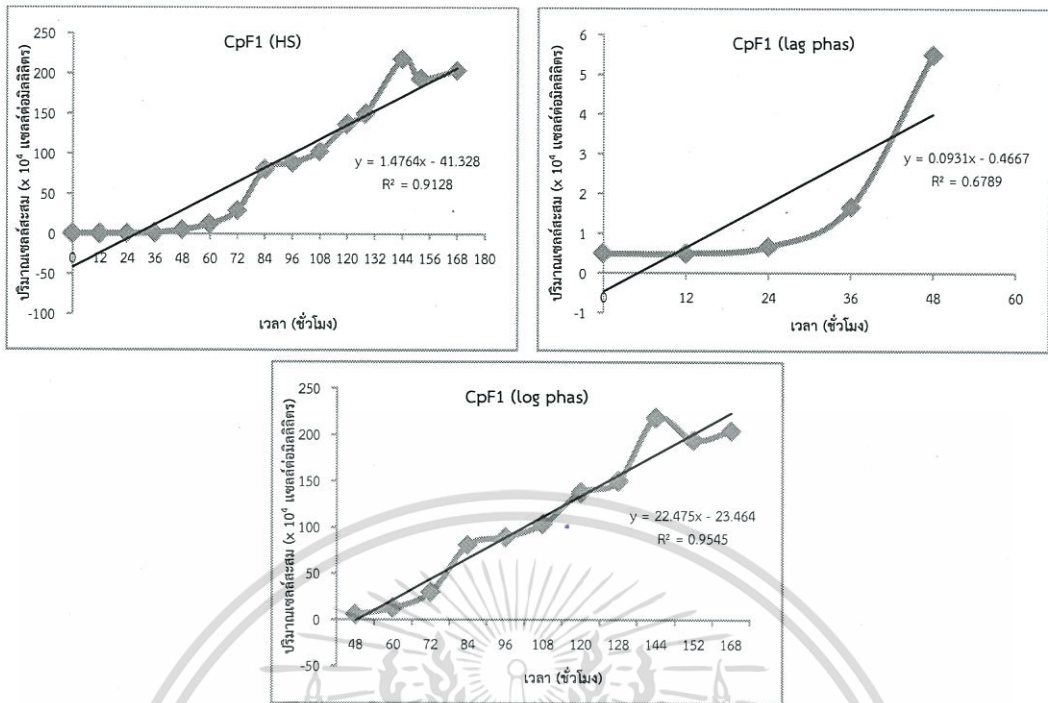 CpF1 (HS)
ปริมาณเซลล์สะสม (x 10⁴ เซลล์ต่อมิลลิลิตร)
250
200
150
100
50
0
-50
-100
y = 1.4764x - 41.328
R² = 0.9128
0 12 24 36 48 60 72 84 96 108 120 132 144 156 168 180
เวลา (ชั่วโมง)
CpF1 (lag phas)
ปริมาณเซลล์สะสม (x 10⁴ เซลล์ต่อมิลลิลิตร)
6
5
4
3
2
1
0
-1
y = 0.0931x - 0.4667
R² = 0.6789
0 12 24 36 48 60
เวลา (ชั่วโมง)
CpF1 (log phas)
ปริมาณเซลล์สะสม (x 10⁴ เซลล์ต่อมิลลิลิตร)
250
200
150
100
50
0
-50
y = 22.475x - 23.464
R² = 0.9545
48 60 72 84 96 108 120 128 144 152 168
เวลา (ชั่วโมง)